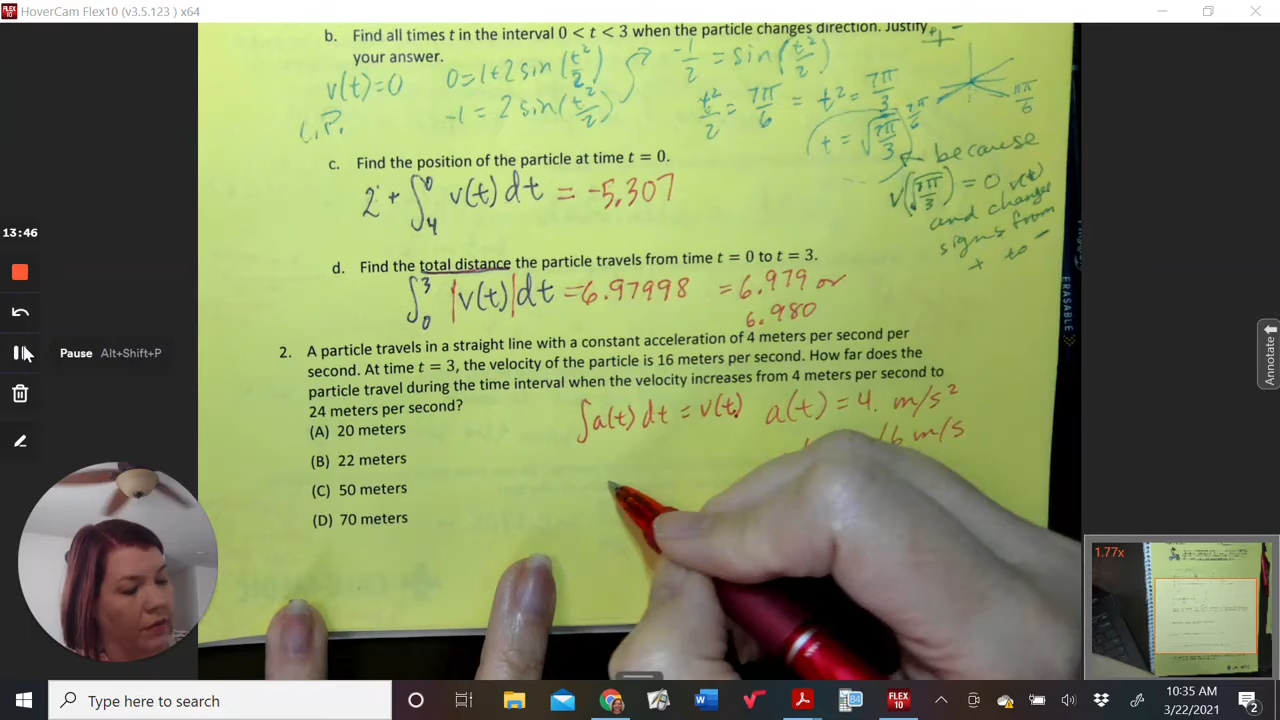 HoverCam Flex10 (v3.5.123 ) x64
b. Find all times t in the interval 0 < t < 3 when the particle changes direction. Justify
your answer.
v(t)=0
0=1+2sin(t²/2)
-1 = 2sin(t²/2)
-1/2 = sin(t²/2)
t²/2 = 7π/6 = t² = 7π/3
t = √(7π/3)
7π/6
11π/6
because
v(√(7π/3)) = 0 v(t)
and changes
signs from
+ to -
c. Find the position of the particle at time t = 0.
2 + ∫₄⁰ v(t) dt = -5.307
d. Find the total distance the particle travels from time t = 0 to t = 3.
∫₀³ |v(t)| dt = 6.97998 = 6.979 or
6.980
2. A particle travels in a straight line with a constant acceleration of 4 meters per second per
second. At time t = 3, the velocity of the particle is 16 meters per second. How far does the
particle travel during the time interval when the velocity increases from 4 meters per second to
24 meters per second?
∫a(t) dt = v(t) a(t) = 4. m/s²
m/s
(A) 20 meters
(B) 22 meters
(C) 50 meters
(D) 70 meters
13:46
Pause Alt+Shift+P
ERASABLE
Annotate
1.77x
Type here to search
FLEX
10
10:35 AM
3/22/2021
2